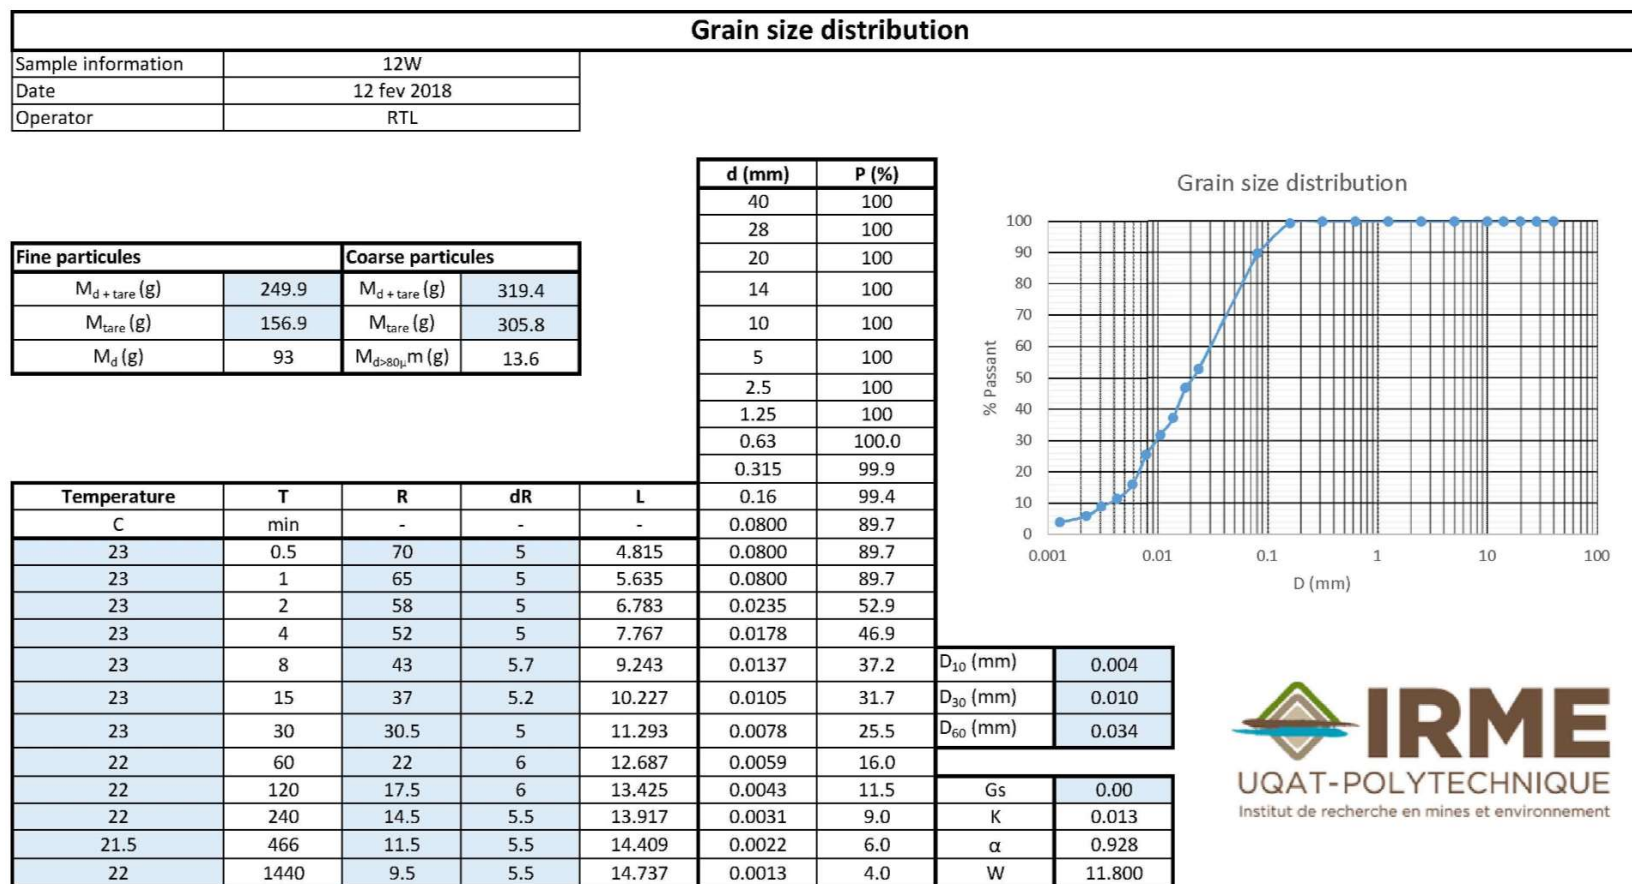 Grain size distribution
Sample information 12W
Date 12 fev 2018
Operator RTL
Fine particules Coarse particules
Md + tare (g) 249.9 Md + tare (g) 319.4
Mtare (g) 156.9 Mtare (g) 305.8
Md (g) 93 Md>80µm (g) 13.6
d (mm) P (%)
40 100
28 100
20 100
14 100
10 100
5 100
2.5 100
1.25 100
0.63 100.0
0.315 99.9
Temperature T R dR L 0.16 99.4
C min - - - 0.0800 89.7
23 0.5 70 5 4.815 0.0800 89.7
23 1 65 5 5.635 0.0800 89.7
23 2 58 5 6.783 0.0235 52.9
23 4 52 5 7.767 0.0178 46.9
23 8 43 5.7 9.243 0.0137 37.2
23 15 37 5.2 10.227 0.0105 31.7
23 30 30.5 5 11.293 0.0078 25.5
22 60 22 6 12.687 0.0059 16.0
22 120 17.5 6 13.425 0.0043 11.5
22 240 14.5 5.5 13.917 0.0031 9.0
21.5 466 11.5 5.5 14.409 0.0022 6.0
22 1440 9.5 5.5 14.737 0.0013 4.0
Grain size distribution
% Passant
100
90
80
70
60
50
40
30
20
10
0
0.001 0.01 0.1 1 10 100
D (mm)
D10 (mm) 0.004
D30 (mm) 0.010
D60 (mm) 0.034
Gs 0.00
K 0.013
α 0.928
W 11.800
IRME
UQAT-POLYTECHNIQUE
Institut de recherche en mines et environnement